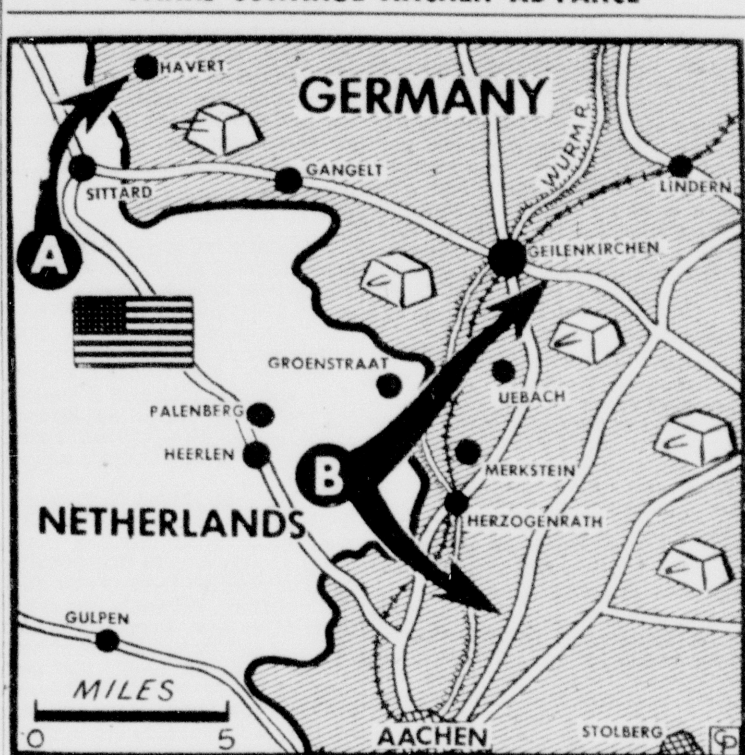 HAVERT
GERMANY
WURM R.
SITTARD
GANGELT
LINDERN
A
GEILENKIRCHEN
GROENSTRAAT
UEBACH
PALENBERG
HEERLEN
B
MERKSTEIN
NETHERLANDS
HERZOGENRATH
GULPEN
MILES
0 5
AACHEN
STOLBERG
CP